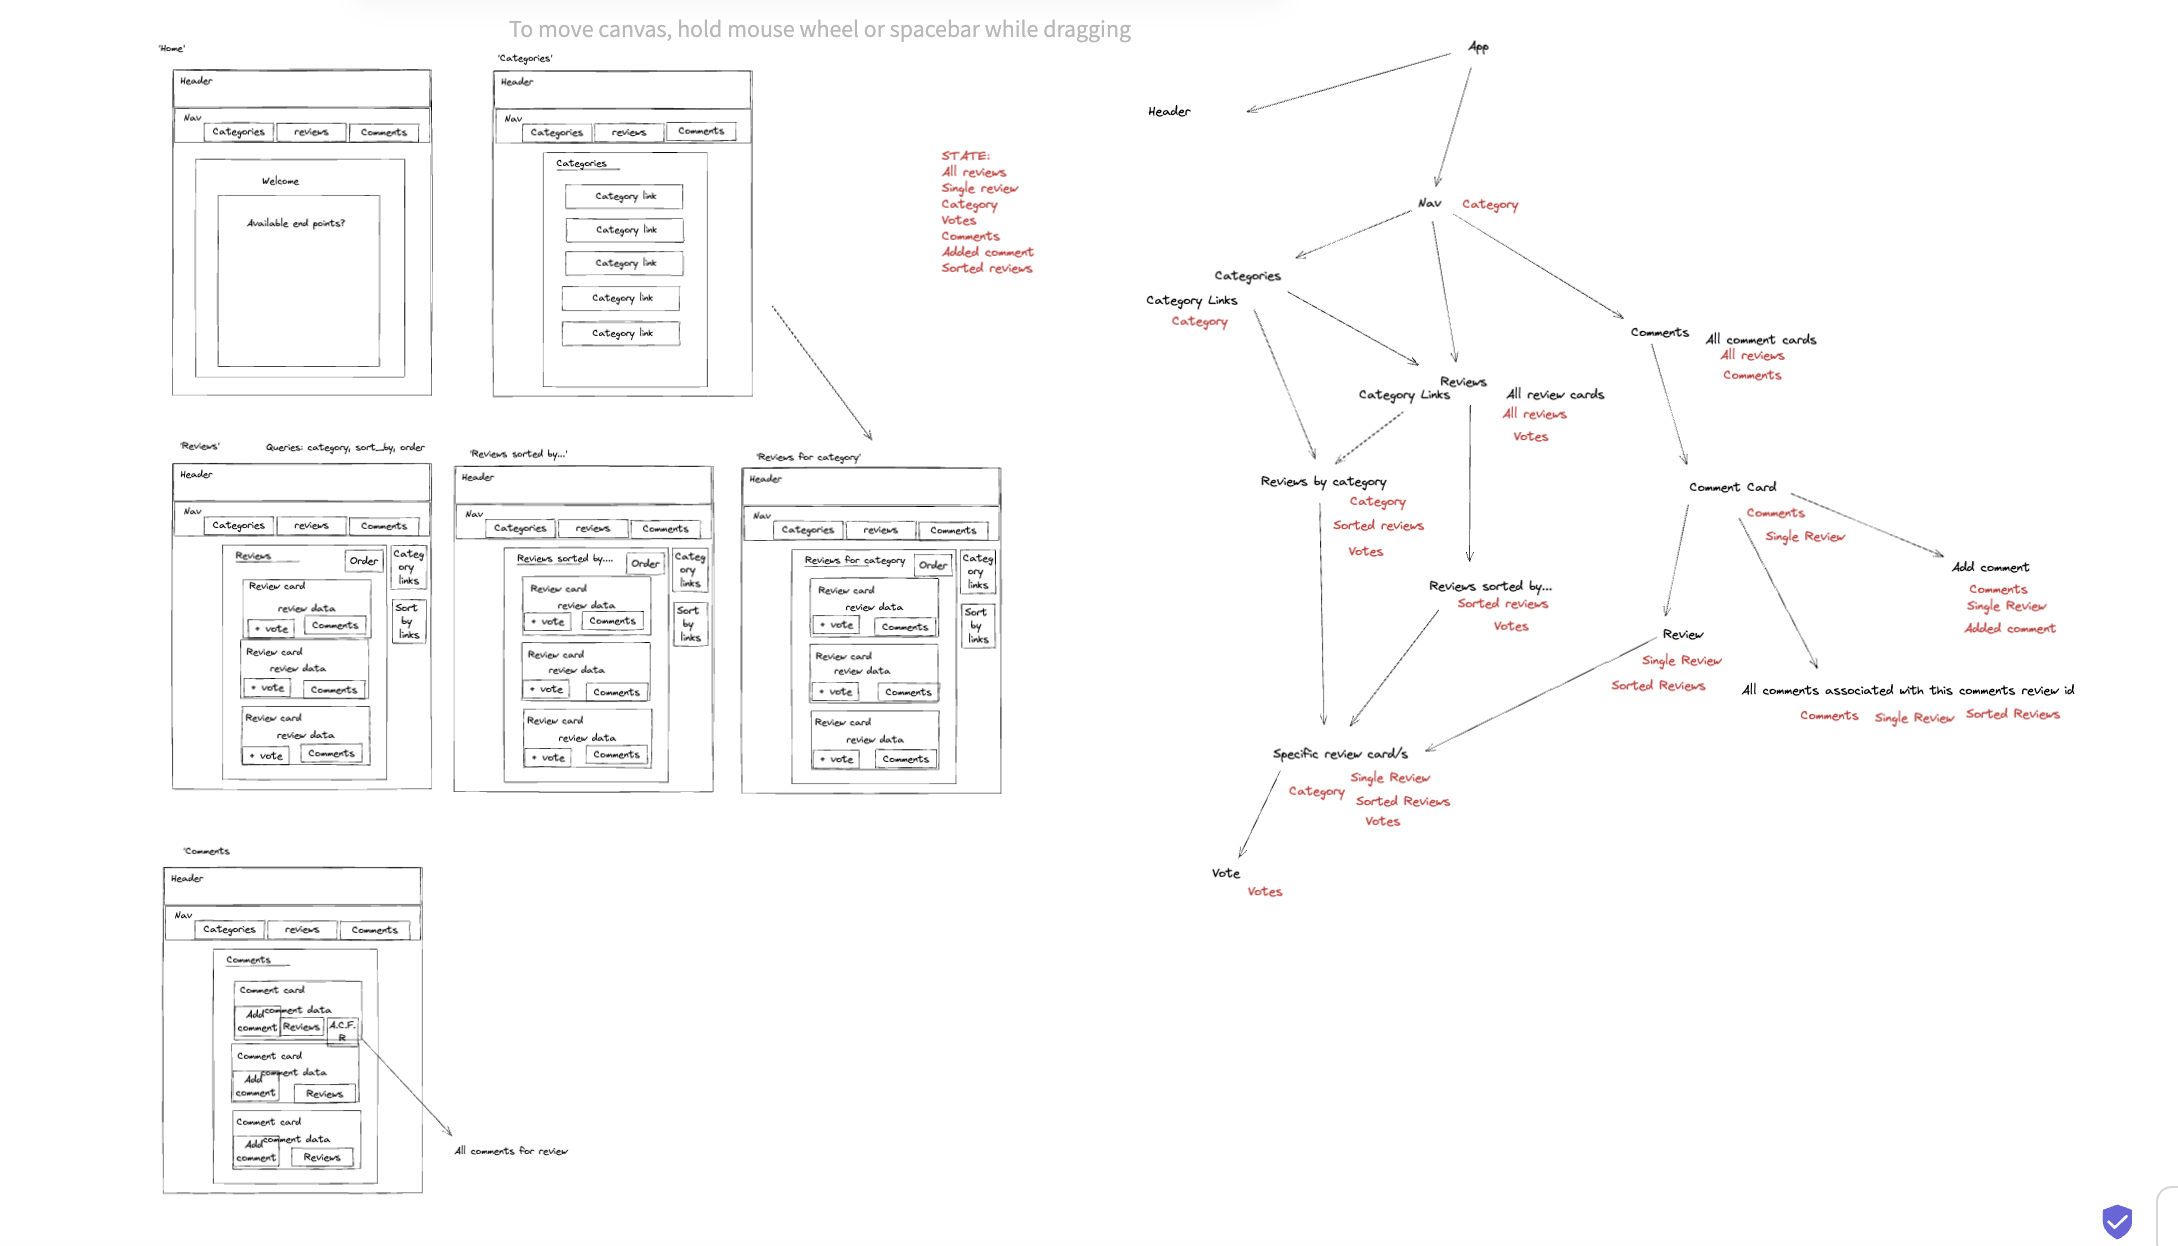 To move canvas, hold mouse wheel or spacebar while dragging
'Home'
Header
Nav
Categories
reviews
Comments
Welcome
Available end points?
'Categories'
Header
Nav
Categories
reviews
Comments
Categories
Category link
Category link
Category link
Category link
Category link
STATE:
All reviews
Single review
Category
Votes
Comments
Added comment
Sorted reviews
'Reviews'
Queries: category, sort_by, order
Header
Nav
Categories
reviews
Comments
Reviews
Order
Categ
ory
links
Sort
by
links
Review card
review data
+ vote
Comments
Review card
review data
+ vote
Comments
Review card
review data
+ vote
Comments
'Reviews sorted by...'
Header
Nav
Categories
reviews
Comments
Reviews sorted by....
Order
Categ
ory
links
Sort
by
links
Review card
review data
+ vote
Comments
Review card
review data
+ vote
Comments
Review card
review data
+ vote
Comments
'Reviews for category'
Header
Nav
Categories
reviews
Comments
Reviews for category
Order
Categ
ory
links
Sort
by
links
Review card
review data
+ vote
Comments
Review card
review data
+ vote
Comments
Review card
review data
+ vote
Comments
'Comments
Header
Nav
Categories
reviews
Comments
Comments
Comment card
comment data
Add
comment
Reviews
A.C.F.
R
Comment card
comment data
Add
comment
Reviews
Comment card
comment data
Add
comment
Reviews
All comments for review
App
Header
Nav
Category
Categories
Category Links
Category
Comments
All comment cards
All reviews
Comments
Reviews
Category Links
All review cards
All reviews
Votes
Reviews by category
Category
Sorted reviews
Votes
Comment Card
Comments
Single Review
Reviews sorted by...
Sorted reviews
Votes
Add comment
Comments
Single Review
Added comment
Review
Single Review
Sorted Reviews
All comments associated with this comments review id
Comments
Single Review
Sorted Reviews
Specific review card/s
Single Review
Category
Sorted Reviews
Votes
Vote
Votes